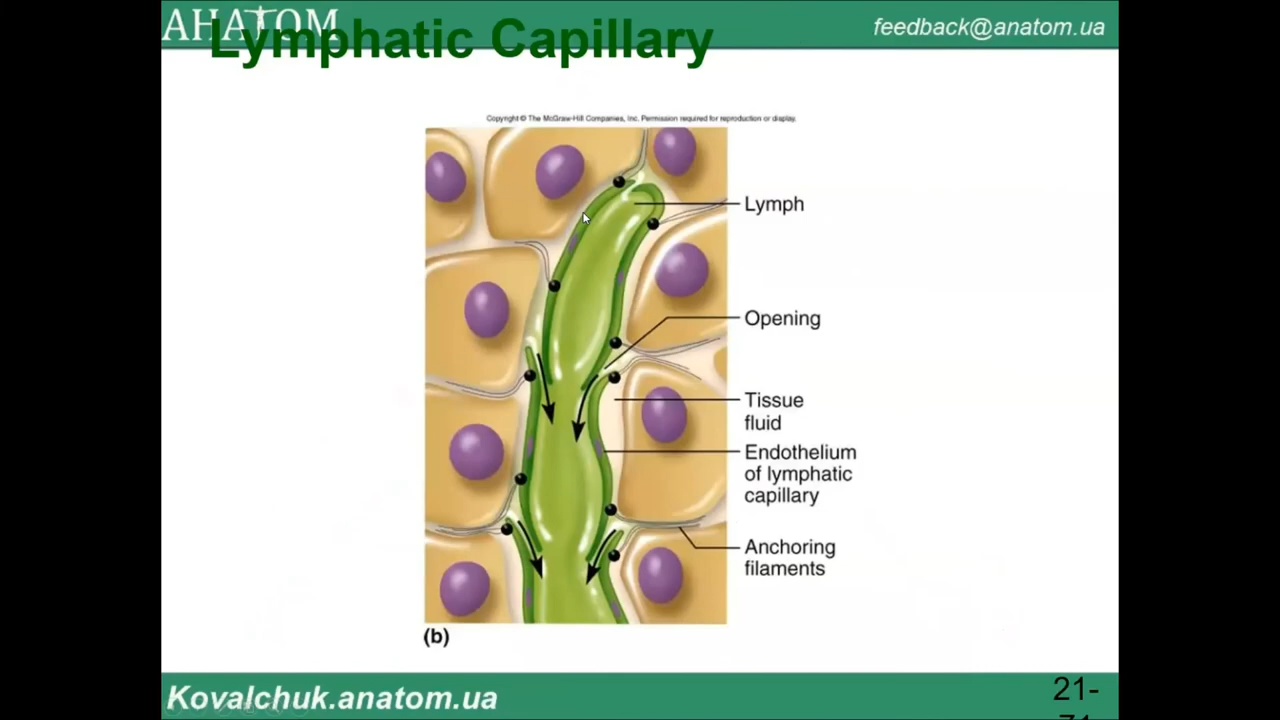 АНАТОМ
feedback@anatom.ua
Lymphatic Capillary
Copyright © The McGraw-Hill Companies, Inc. Permission required for reproduction or display.
Lymph
Opening
Tissue
fluid
Endothelium
of lymphatic
capillary
Anchoring
filaments
(b)
Kovalchuk.anatom.ua
21-